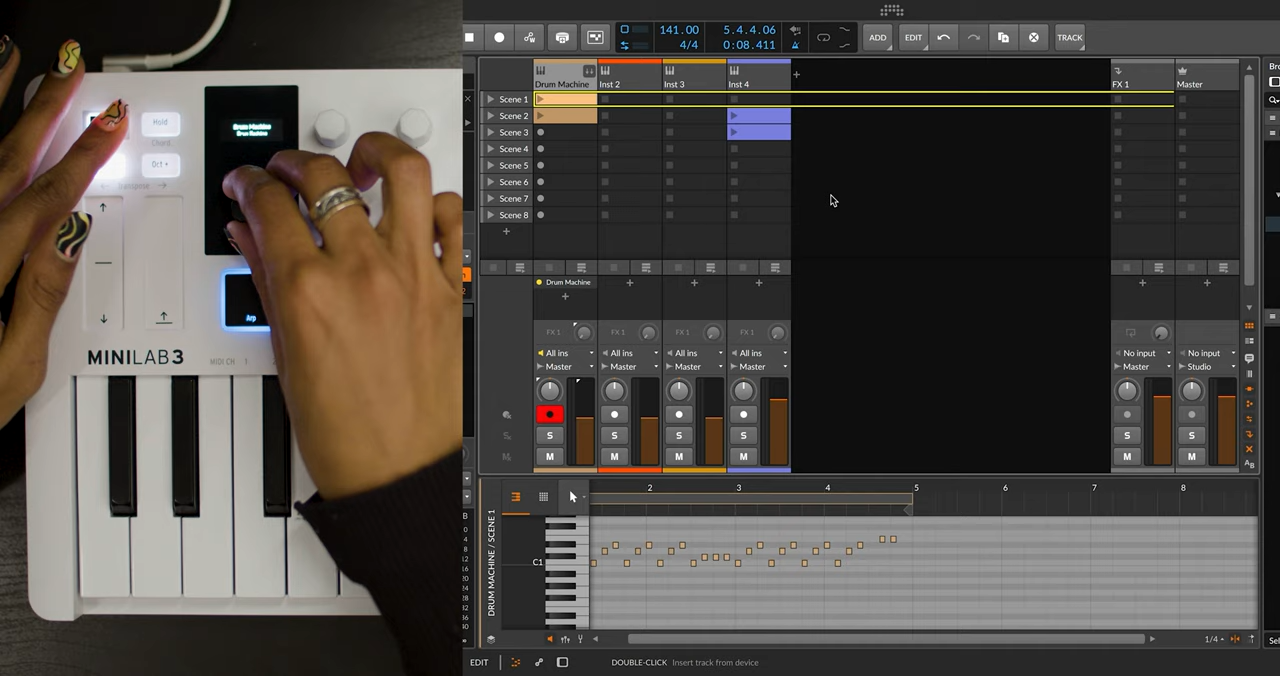 141.00
4/4
5.4.4.06
0:08.411
ADD
EDIT
TRACK
Drum Machine
Inst 2
Inst 3
Inst 4
+
FX 1
Master
Scene 1
Scene 2
Scene 3
Scene 4
Scene 5
Scene 6
Scene 7
Scene 8
+
Drum Machine
+ + + + + +
FX 1 FX 1 FX 1 FX 1
All ins All ins All ins All ins No input No input
Master Master Master Master Master Studio
S S S S S S
M M M M M M
2 3 4 5 6 7 8
DRUM MACHINE / SCENE 1
C1
1/4
EDIT
DOUBLE-CLICK Insert track from device
Hold
Chord
Oct +
Transpose
Drum Machine
Drum Machine
Arp
MINILAB3
MIDI CH 1